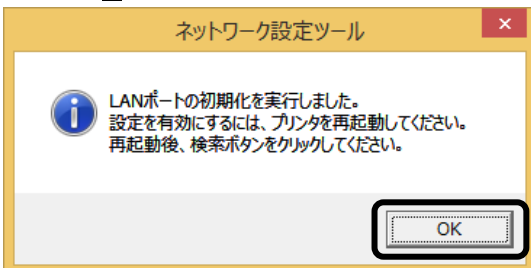 ネットワーク設定ツール
LANポートの初期化を実行しました。
設定を有効にするには、プリンタを再起動してください。
再起動後、検索ボタンをクリックしてください。
OK